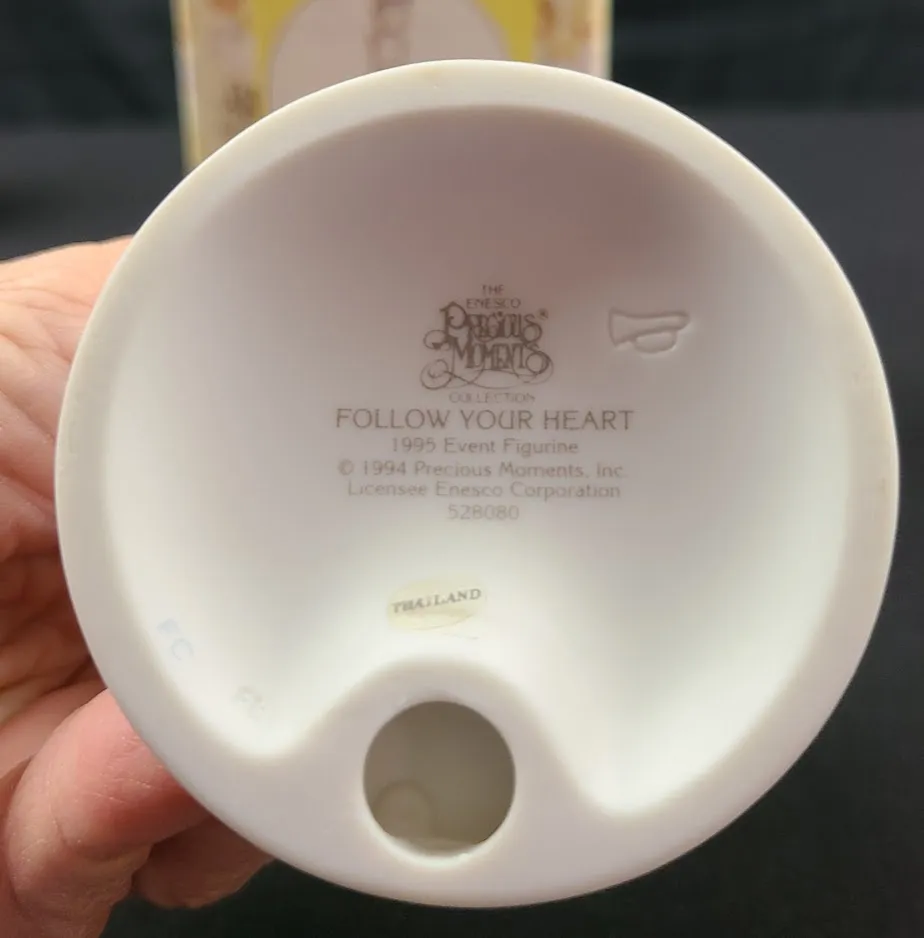 THE
ENESCO
PRECIOUS®
MOMENTS
COLLECTION
FOLLOW YOUR HEART
1995 Event Figurine
© 1994 Precious Moments, Inc.
Licensee Enesco Corporation
528080
THAILAND
FC